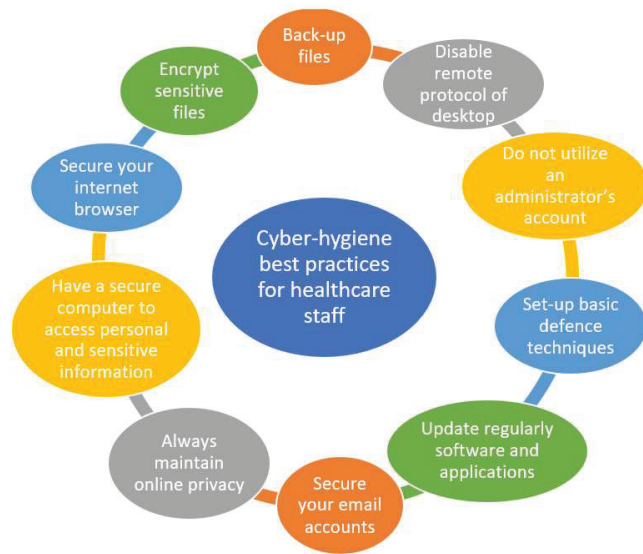 Back-up
files
Disable
remote
protocol of
desktop
Do not utilize
an
administrator's
account
Set-up basic
defence
techniques
Update regularly
software and
applications
Secure
your email
accounts
Always
maintain
online privacy
Have a secure
computer to
access personal
and sensitive
information
Secure your
internet
browser
Encrypt
sensitive
files
Cyber-hygiene
best practices
for healthcare
staff